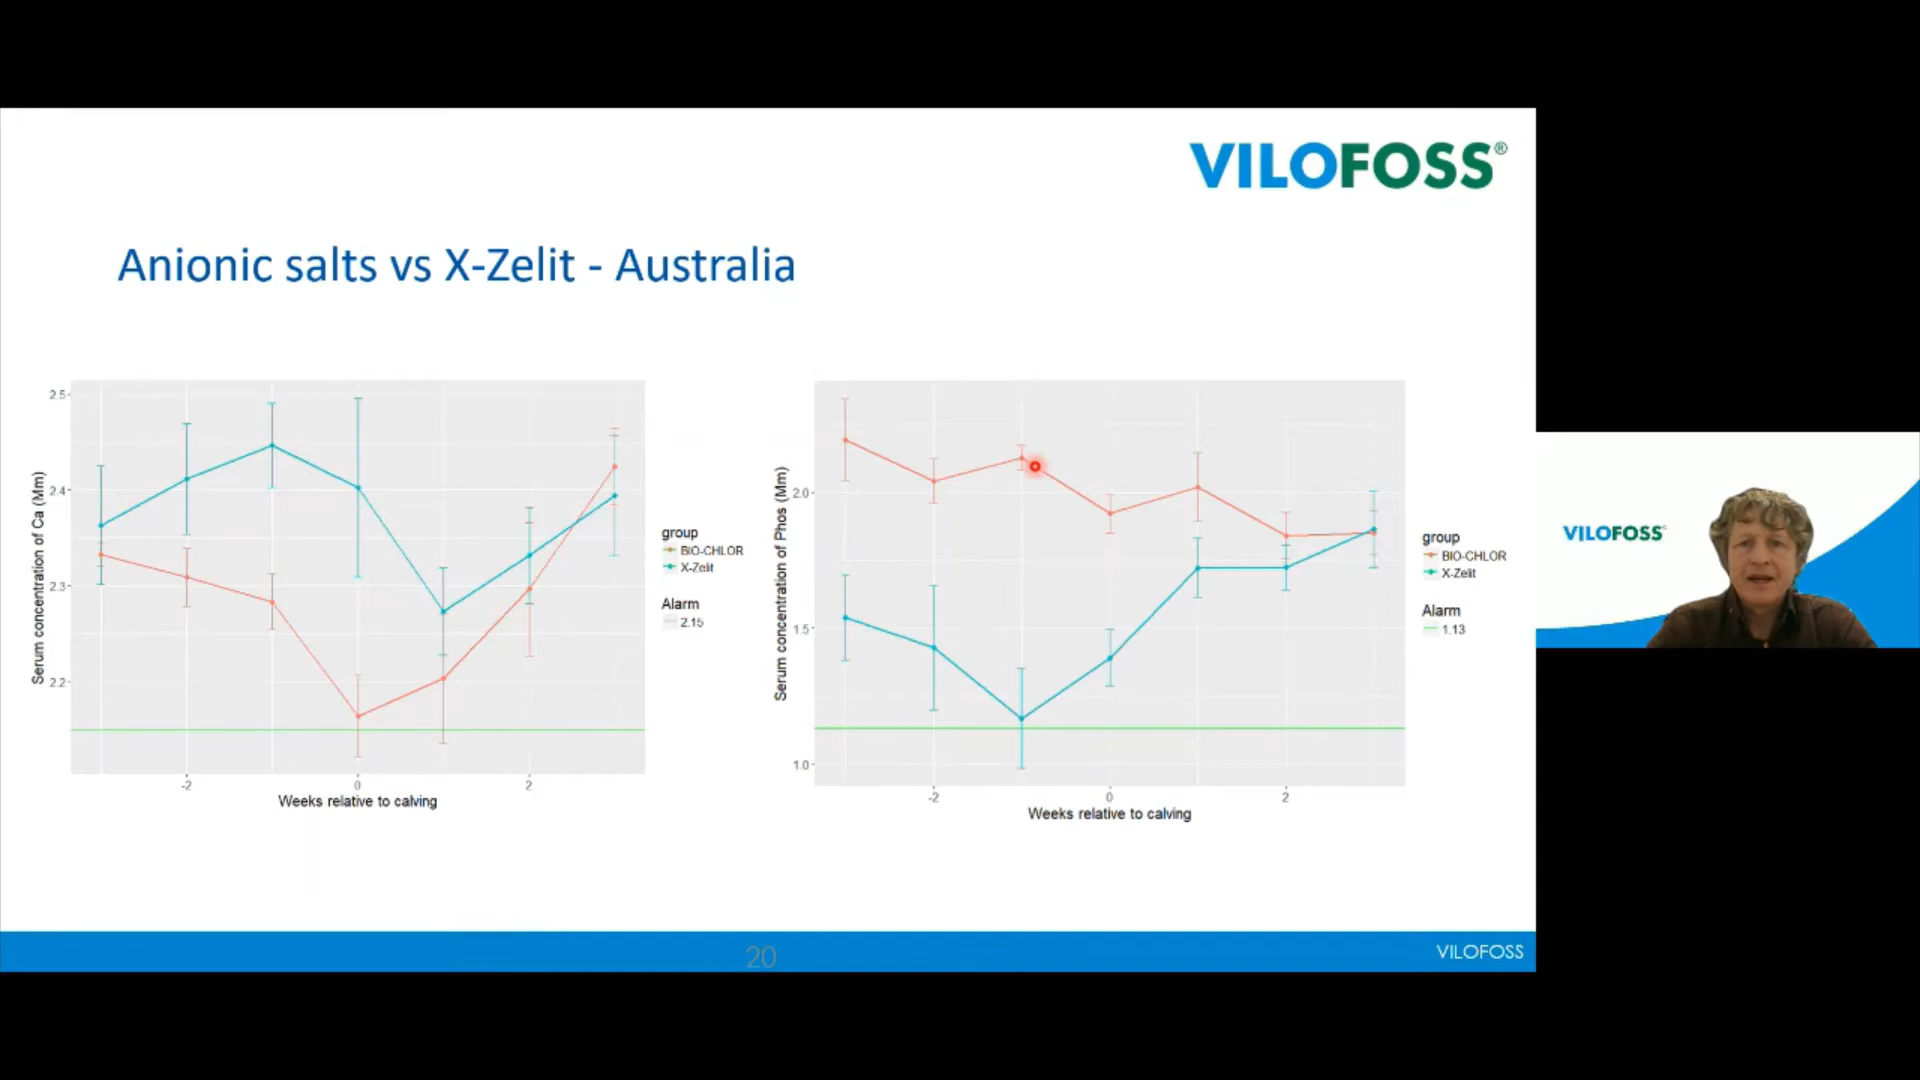 VILOFOSS®
Anionic salts vs X-Zelit - Australia
Serum concentration of Ca (Mm)
2.5
2.4
2.3
2.2
-2
0
2
Weeks relative to calving
group
BIO-CHLOR
X-Zelit
Alarm
2.15
Serum concentration of Phos (Mm)
2.0
1.5
1.0
-2
0
2
Weeks relative to calving
group
BIO-CHLOR
X-Zelit
Alarm
1.13
VILOFOSS
20
VILOFOSS